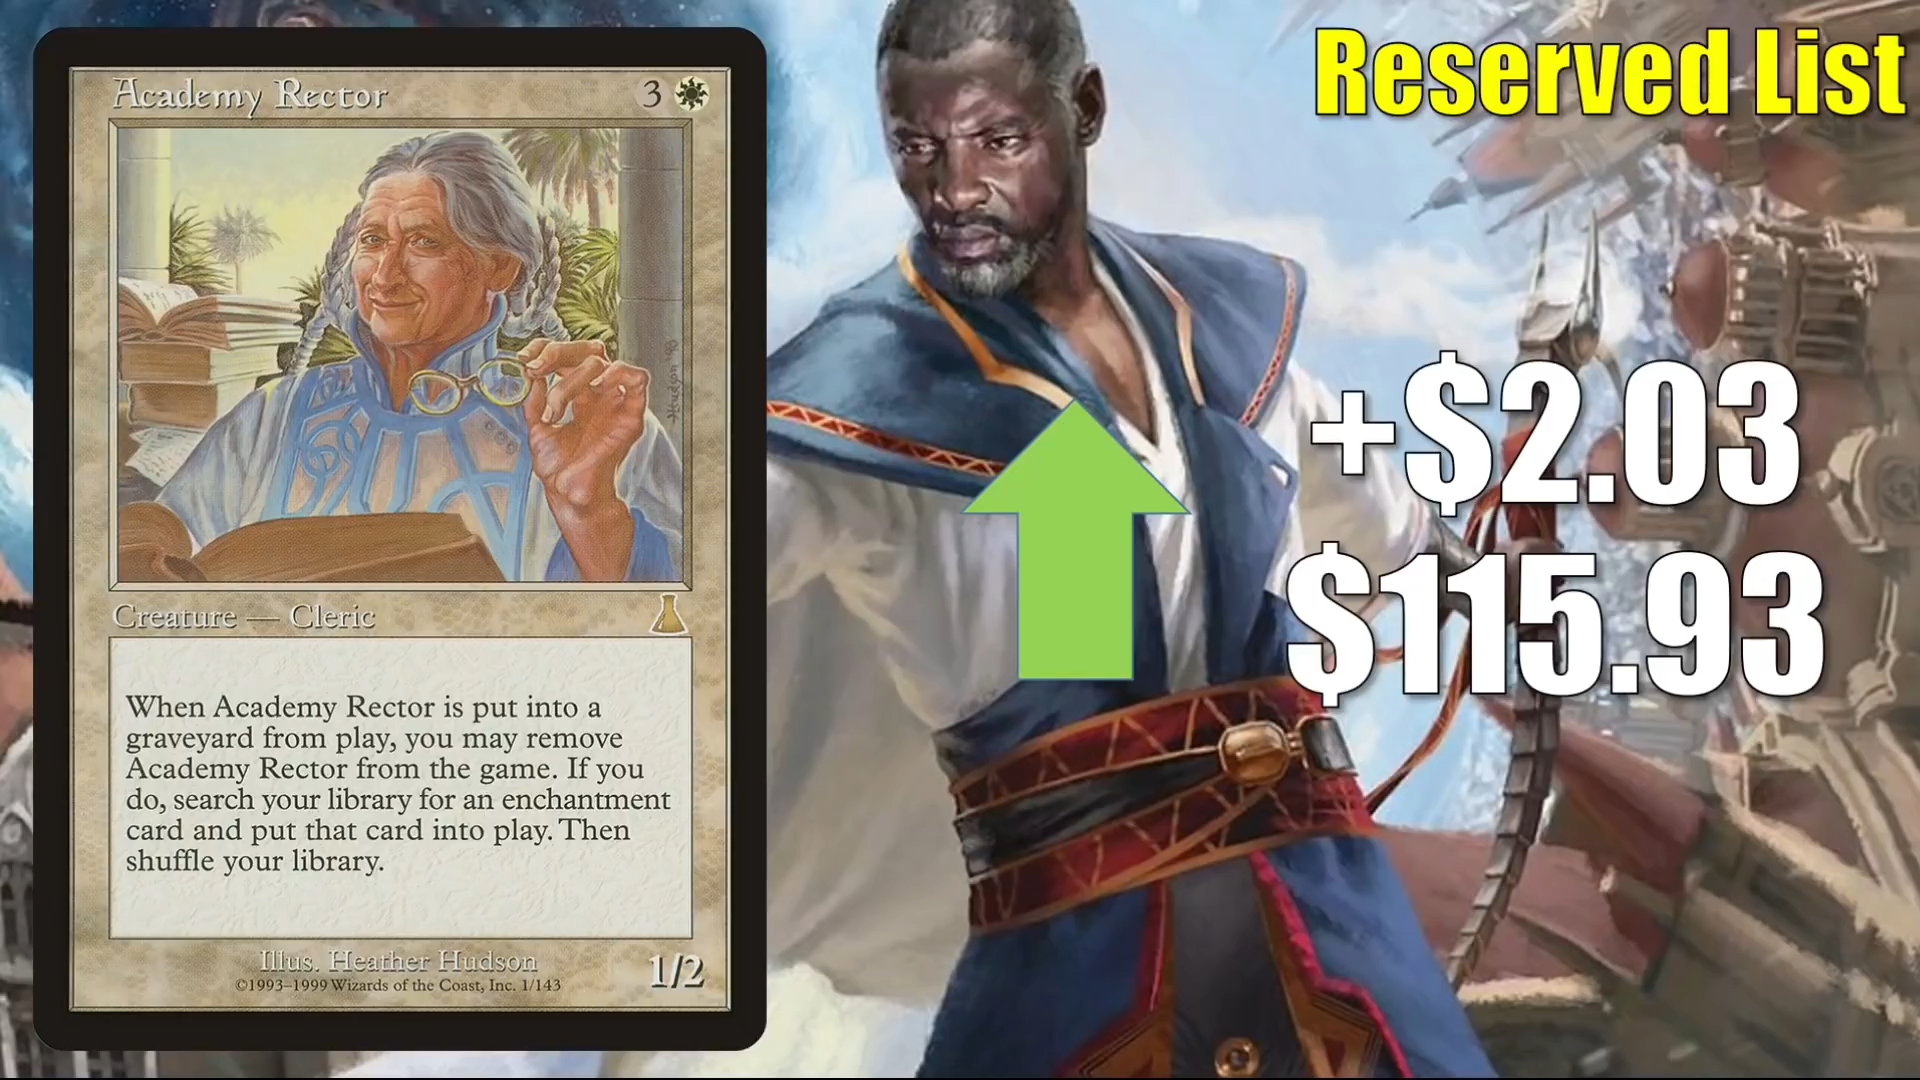 Academy Rector 3
Creature — Cleric
When Academy Rector is put into a
graveyard from play, you may remove
Academy Rector from the game. If you
do, search your library for an enchantment
card and put that card into play. Then
shuffle your library.
Illus. Heather Hudson
©1993–1999 Wizards of the Coast, Inc. 1/143
1/2
Reserved List
+$2.03
$115.93